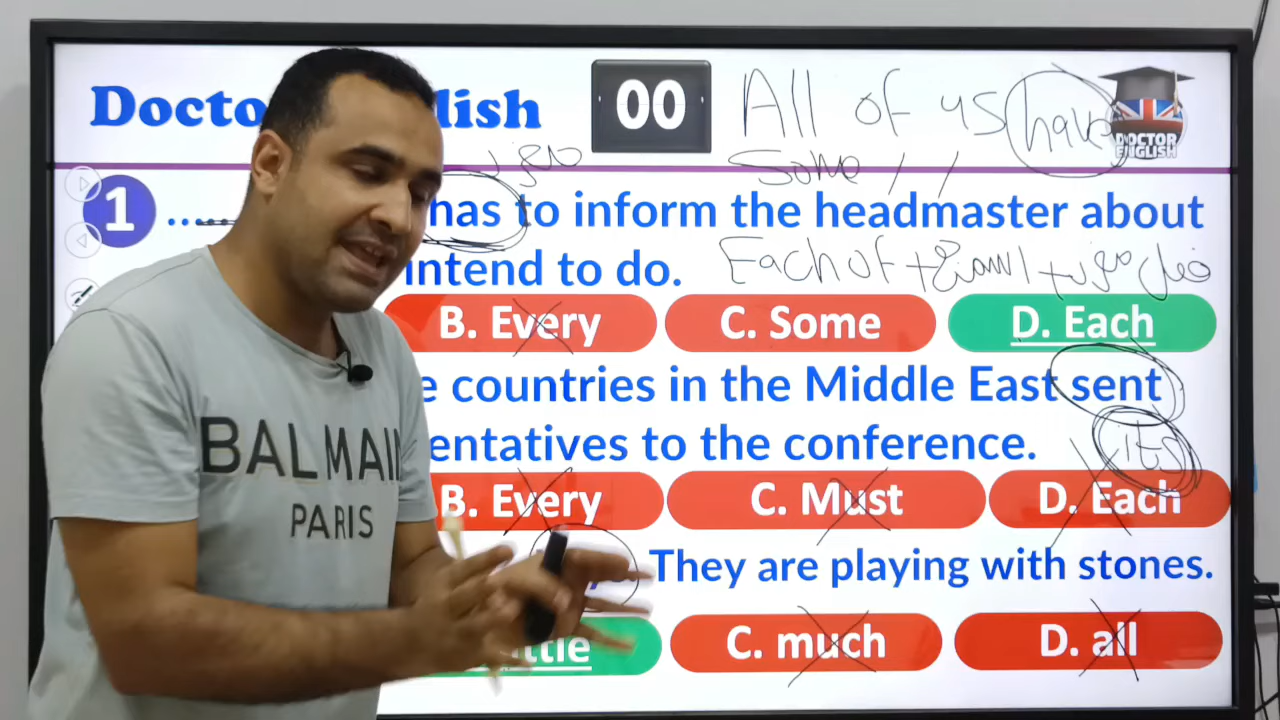 Docto lish
00
All of us have
DOCTOR
ENGLISH
Some / /
1
........ has to inform the headmaster about
intend to do.
Each of + +
B. Every
C. Some
D. Each
e countries in the Middle East sent
entatives to the conference.
its
B. Every
C. Must
D. Each
They are playing with stones.
ttle
C. much
D. all
BALMAIN
PARIS